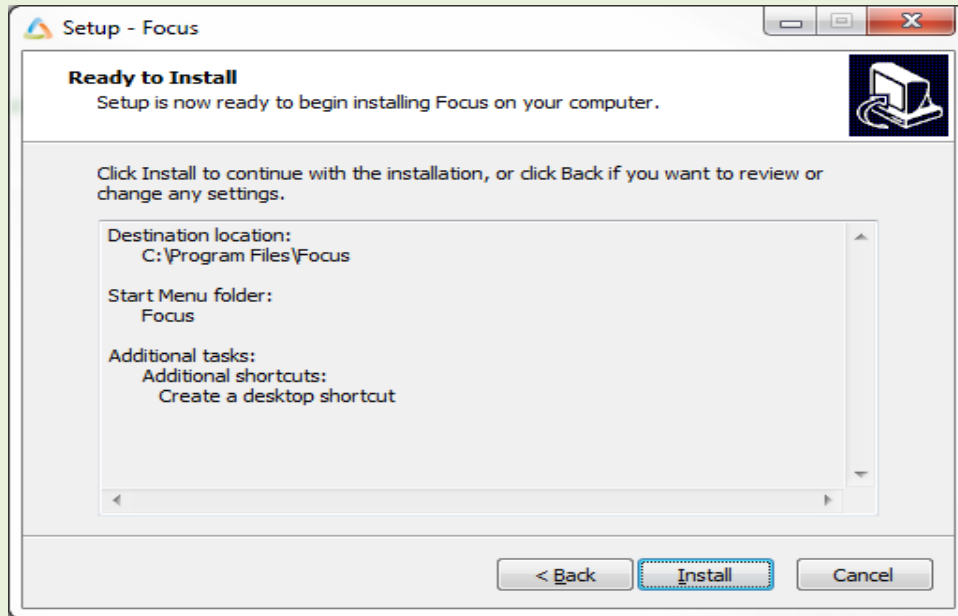 Setup - Focus
Ready to Install
Setup is now ready to begin installing Focus on your computer.
Click Install to continue with the installation, or click Back if you want to review or
change any settings.
Destination location:
C:\Program Files\Focus
Start Menu folder:
Focus
Additional tasks:
Additional shortcuts:
Create a desktop shortcut
< Back Install Cancel